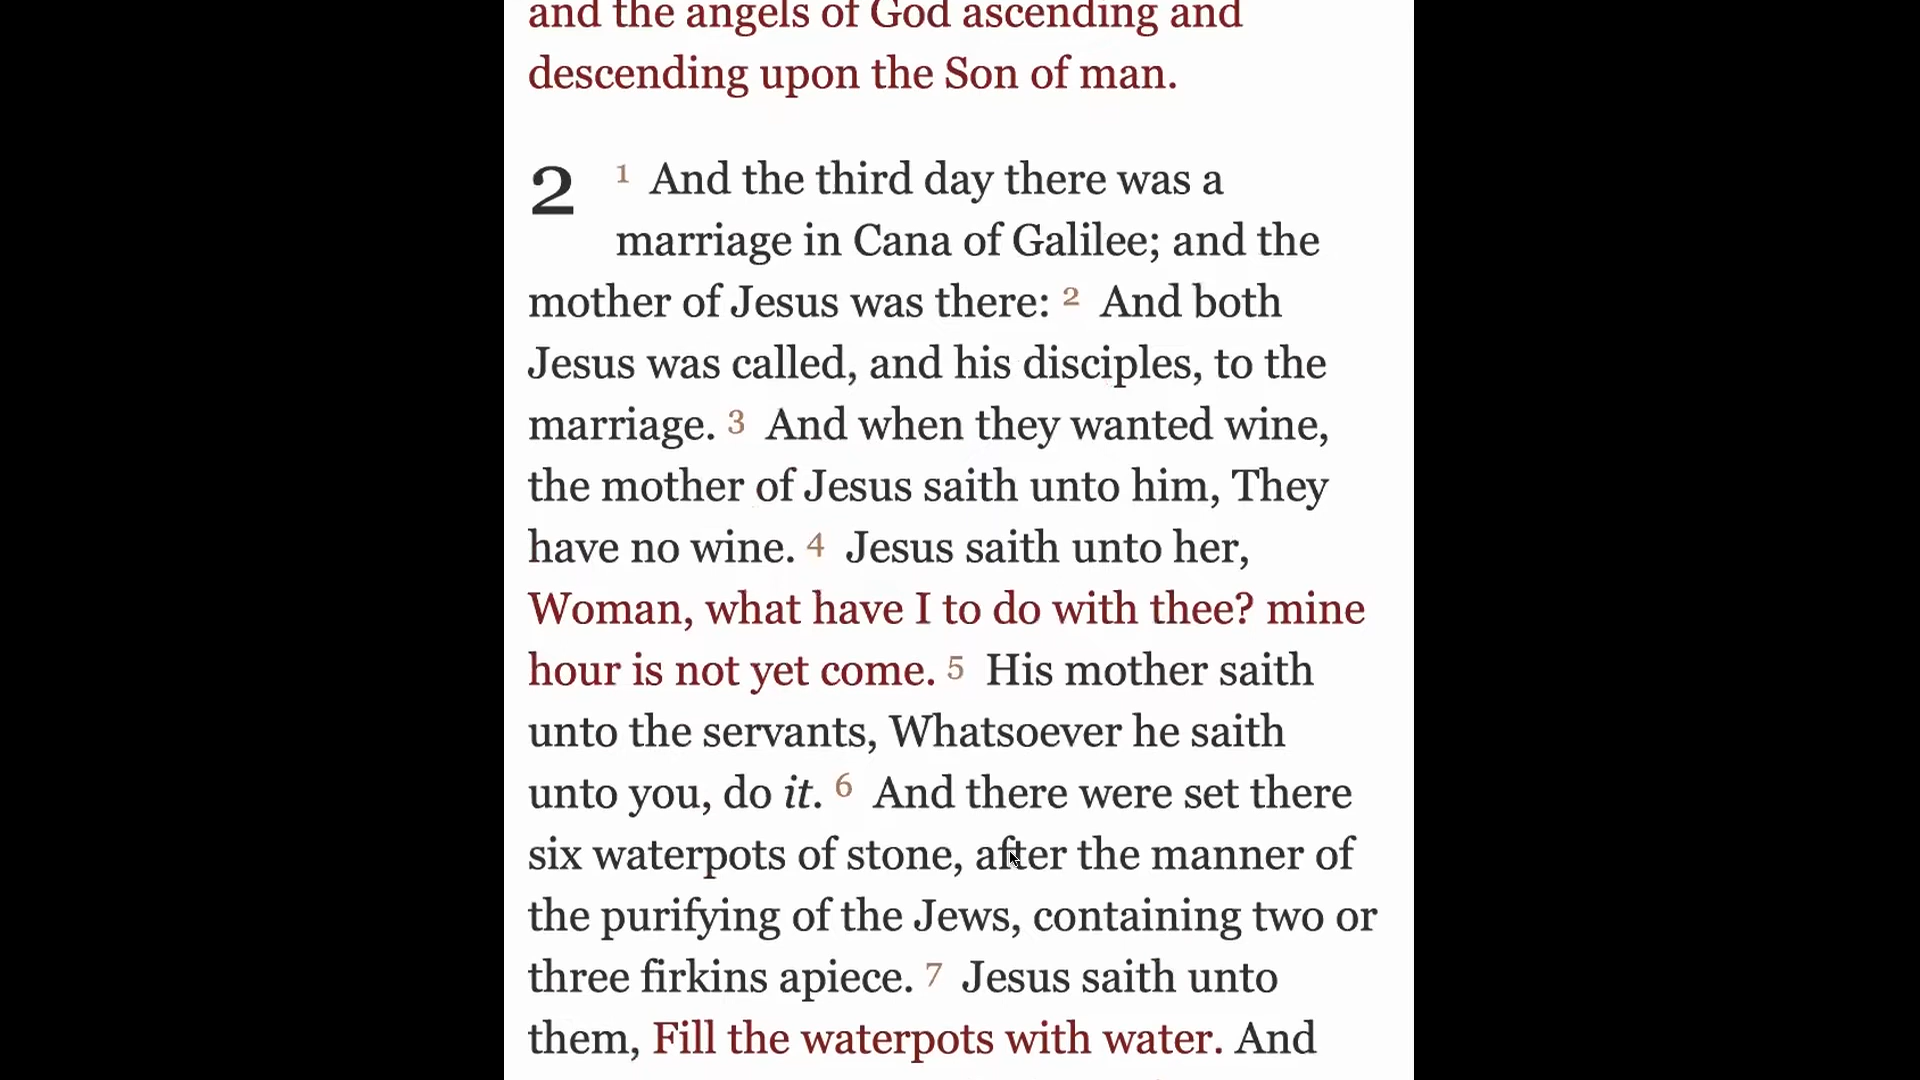 and the angels of God ascending and
descending upon the Son of man.
2 1 And the third day there was a
marriage in Cana of Galilee; and the
mother of Jesus was there: 2 And both
Jesus was called, and his disciples, to the
marriage. 3 And when they wanted wine,
the mother of Jesus saith unto him, They
have no wine. 4 Jesus saith unto her,
Woman, what have I to do with thee? mine
hour is not yet come. 5 His mother saith
unto the servants, Whatsoever he saith
unto you, do it. 6 And there were set there
six waterpots of stone, after the manner of
the purifying of the Jews, containing two or
three firkins apiece. 7 Jesus saith unto
them, Fill the waterpots with water. And